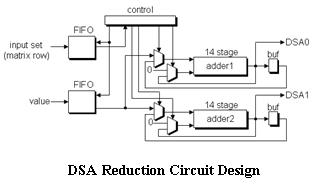 control
FIFO
input set
(matrix row)
14 stage
DSA0
buf
0
adder1
FIFO
value
14 stage
DSA1
buf
0
adder2
DSA Reduction Circuit Design